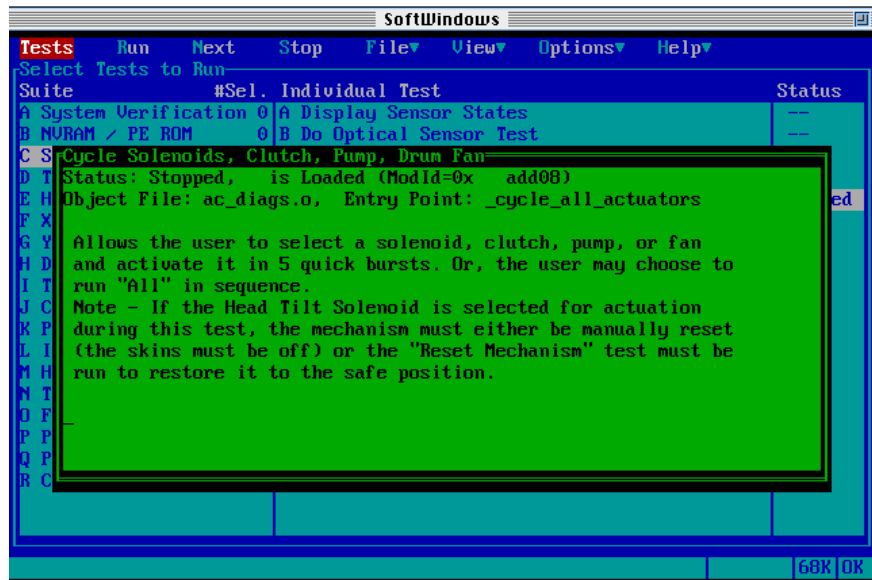 SoftWindows
Tests Run Next Stop File▼ View▼ Options▼ Help▼
Select Tests to Run
Suite #Sel. Individual Test Status
A System Verification 0 A Display Sensor States --
B NVRAM / PE ROM 0 B Do Optical Sensor Test --
C S Cycle Solenoids, Clutch, Pump, Drum Fan
D T Status: Stopped, is Loaded (ModId=0x add08)
E H Object File: ac_diags.o, Entry Point: _cycle_all_actuators ed
F X
G Y Allows the user to select a solenoid, clutch, pump, or fan
H D and activate it in 5 quick bursts. Or, the user may choose to
I T run "All" in sequence.
J C Note - If the Head Tilt Solenoid is selected for actuation
K P during this test, the mechanism must either be manually reset
L I (the skins must be off) or the "Reset Mechanism" test must be
M H run to restore it to the safe position.
N T
O F _
P P
Q P
R C
68K OK